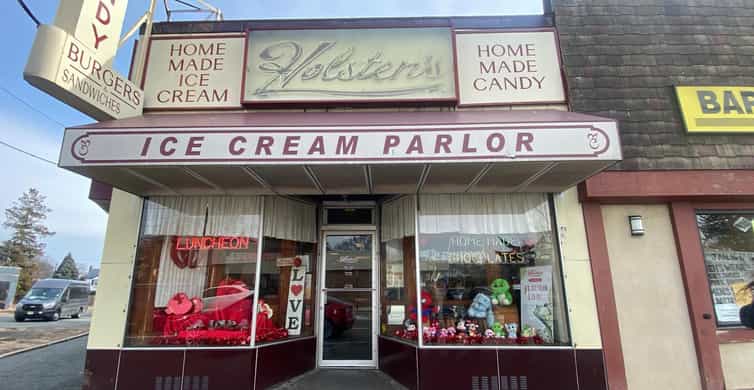 DY
BURGERS
&
SANDWICHES
HOME
MADE
ICE
CREAM
Holsten's
HOME
MADE
CANDY
ICE CREAM PARLOR
BAR
LUNCHEON
HOME MADE
CHOCOLATES
LOVE